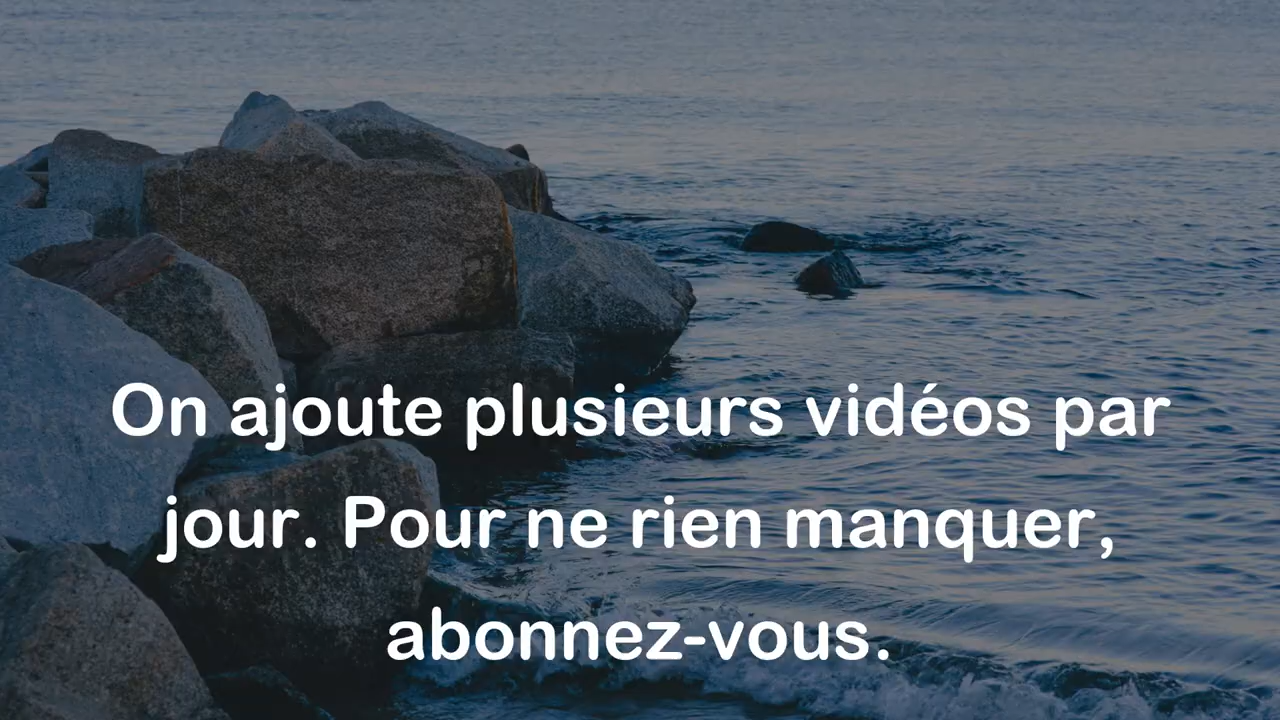 On ajoute plusieurs vidéos par
jour. Pour ne rien manquer,
abonnez-vous.